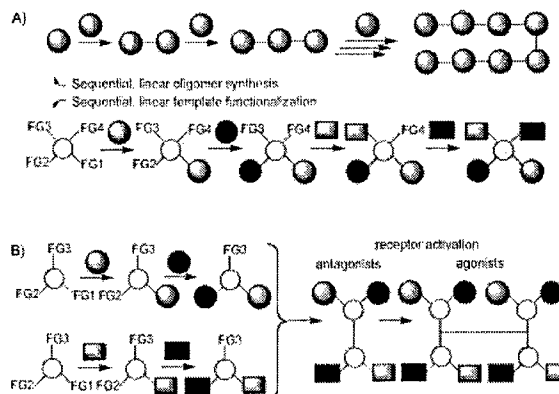 A)
Sequential, linear oligomer synthesis
Sequential, linear template functionalization
FG3 FG4 FG3 FG4 FG3 FG4 FG4
FG2 FG1 FG2
B)
receptor activation
FG3 FG3 FG3
antagonists agonists
FG2 FG1 FG2
FG3 FG3 FG3
FG2 FG1 FG2